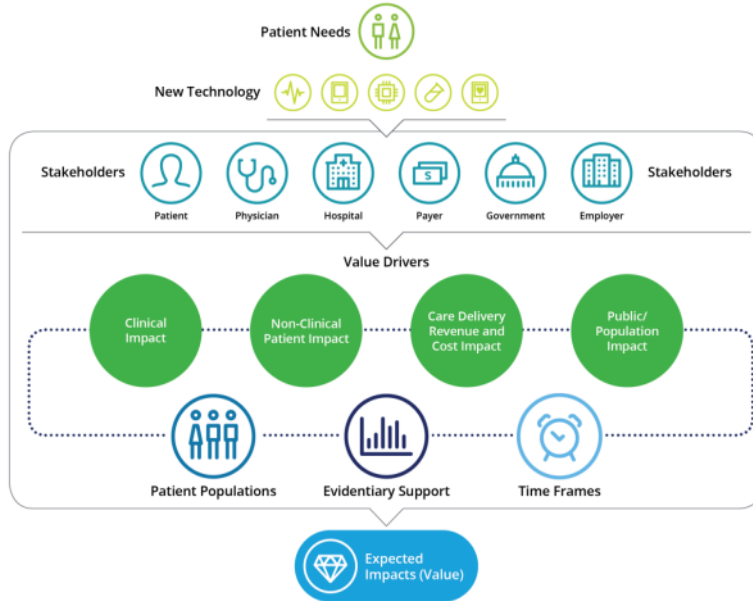 Patient Needs
New Technology
Stakeholders
Stakeholders
Patient
Physician
Hospital
$
Payer
Government
Employer
Value Drivers
Clinical
Impact
Non-Clinical
Patient Impact
Care Delivery
Revenue and
Cost Impact
Public/
Population
Impact
Patient Populations
Evidentiary Support
Time Frames
Expected
Impacts (Value)